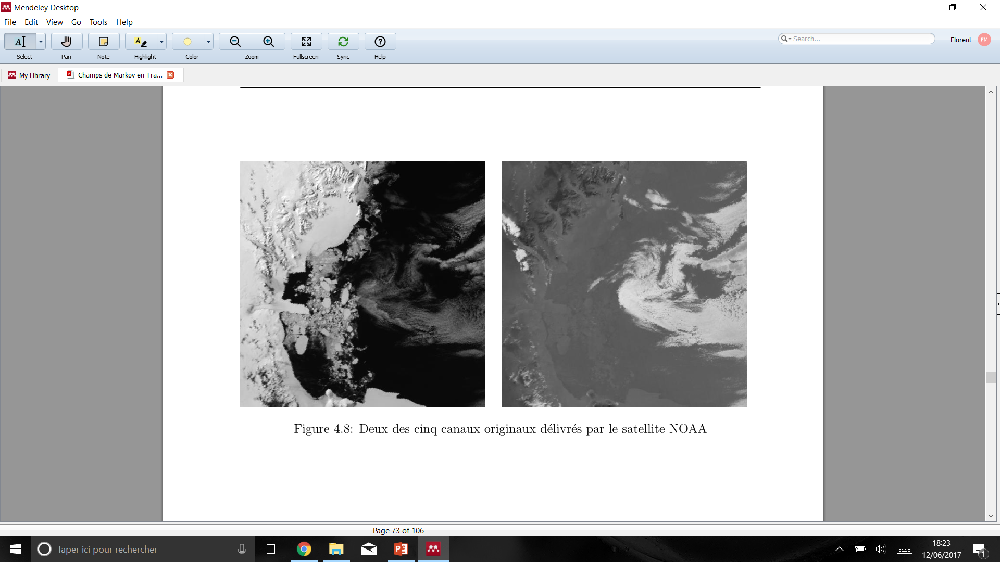 Mendeley Desktop
File Edit View Go Tools Help
Search...
Florent FM
Select Pan Note Highlight Color Zoom Fullscreen Sync Help
My Library Champs de Markov en Tra...
Figure 4.8: Deux des cinq canaux originaux délivrés par le satellite NOAA
Page 73 of 106
Taper ici pour rechercher
18:23
12/06/2017
1